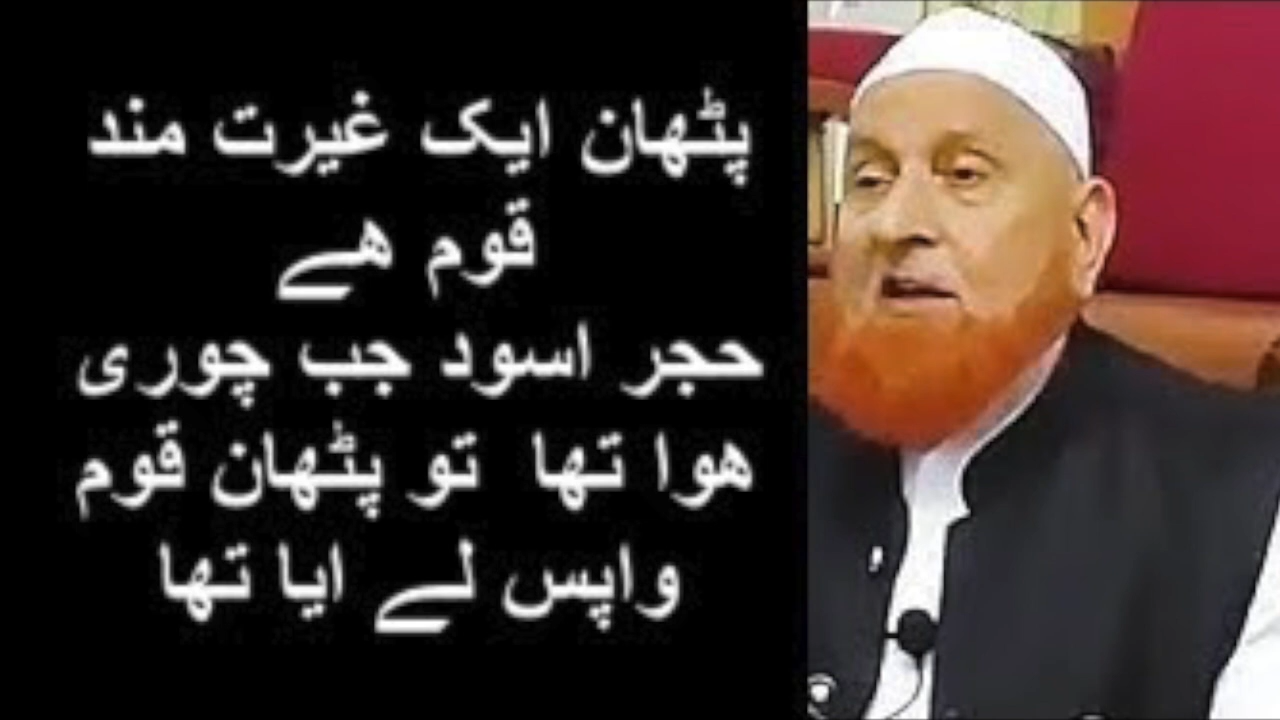 پٹھان ایک غیرت مند
قوم ھے
حجر اسود جب چوری
ھوا تھا تو پٹھان قوم
واپس لے ایا تھا